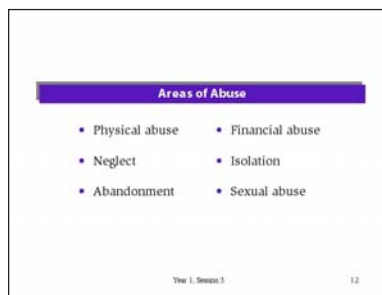 Areas of Abuse
• Physical abuse
• Neglect
• Abandonment
• Financial abuse
• Isolation
• Sexual abuse
Year 1, Session 3
12